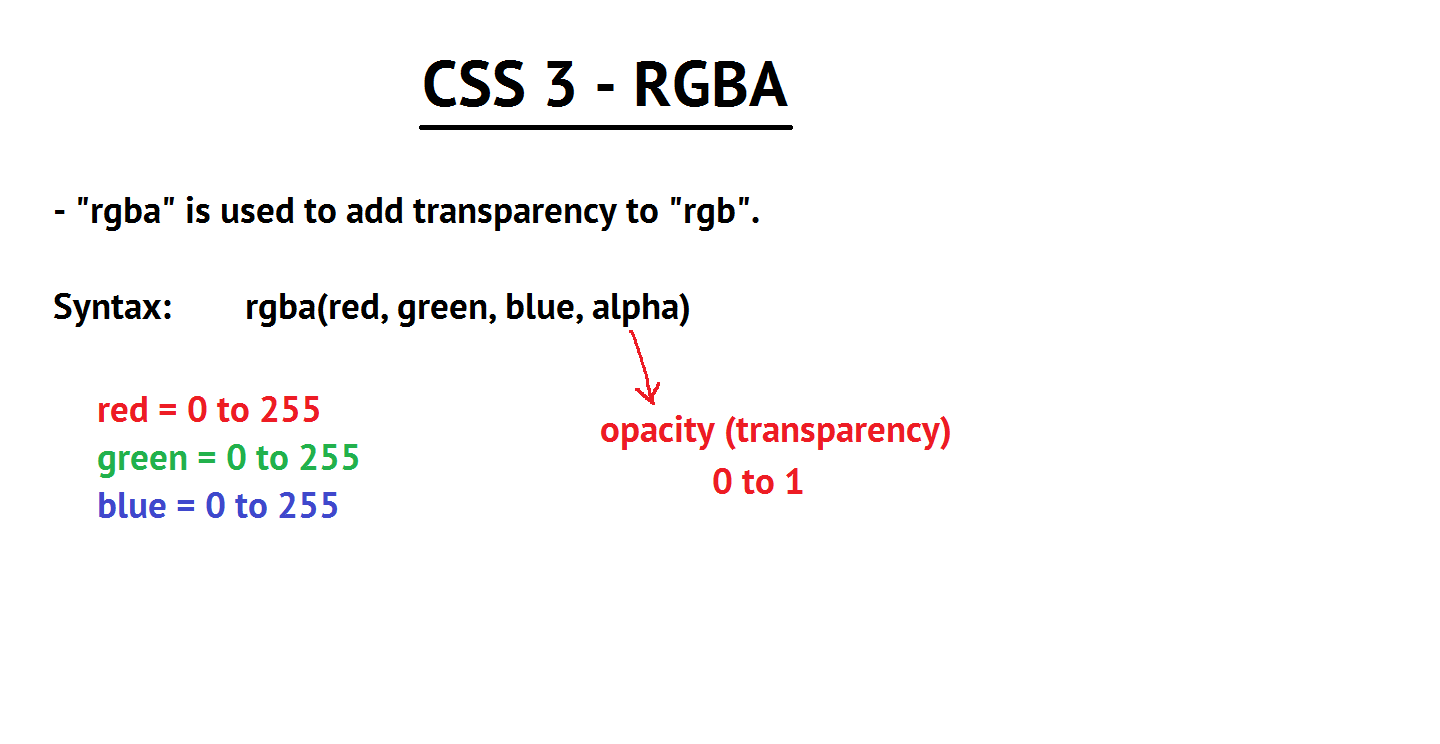 CSS 3 - RGBA
- "rgba" is used to add transparency to "rgb".
Syntax: rgba(red, green, blue, alpha)
red = 0 to 255
green = 0 to 255
blue = 0 to 255
opacity (transparency)
0 to 1